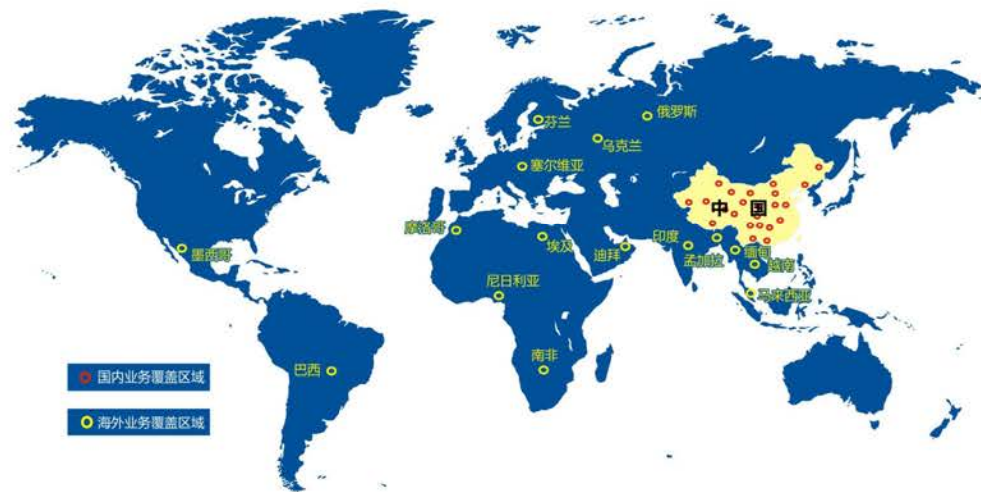 俄罗斯
芬兰
乌克兰
塞尔维亚
中 国
摩洛哥
埃及
迪拜
印度
孟加拉
缅甸
越南
墨西哥
尼日利亚
马来西亚
南非
巴西
国内业务覆盖区域
海外业务覆盖区域